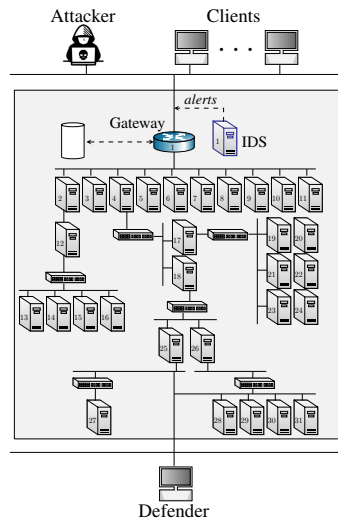 Attacker Clients
. . .
alerts
Gateway
1 1 IDS
2 3 4 5 6 7 8 9 10 11
12 17 19 20
18 21 22
13 14 15 16 23 24
25 26
27 28 29 30 31
Defender